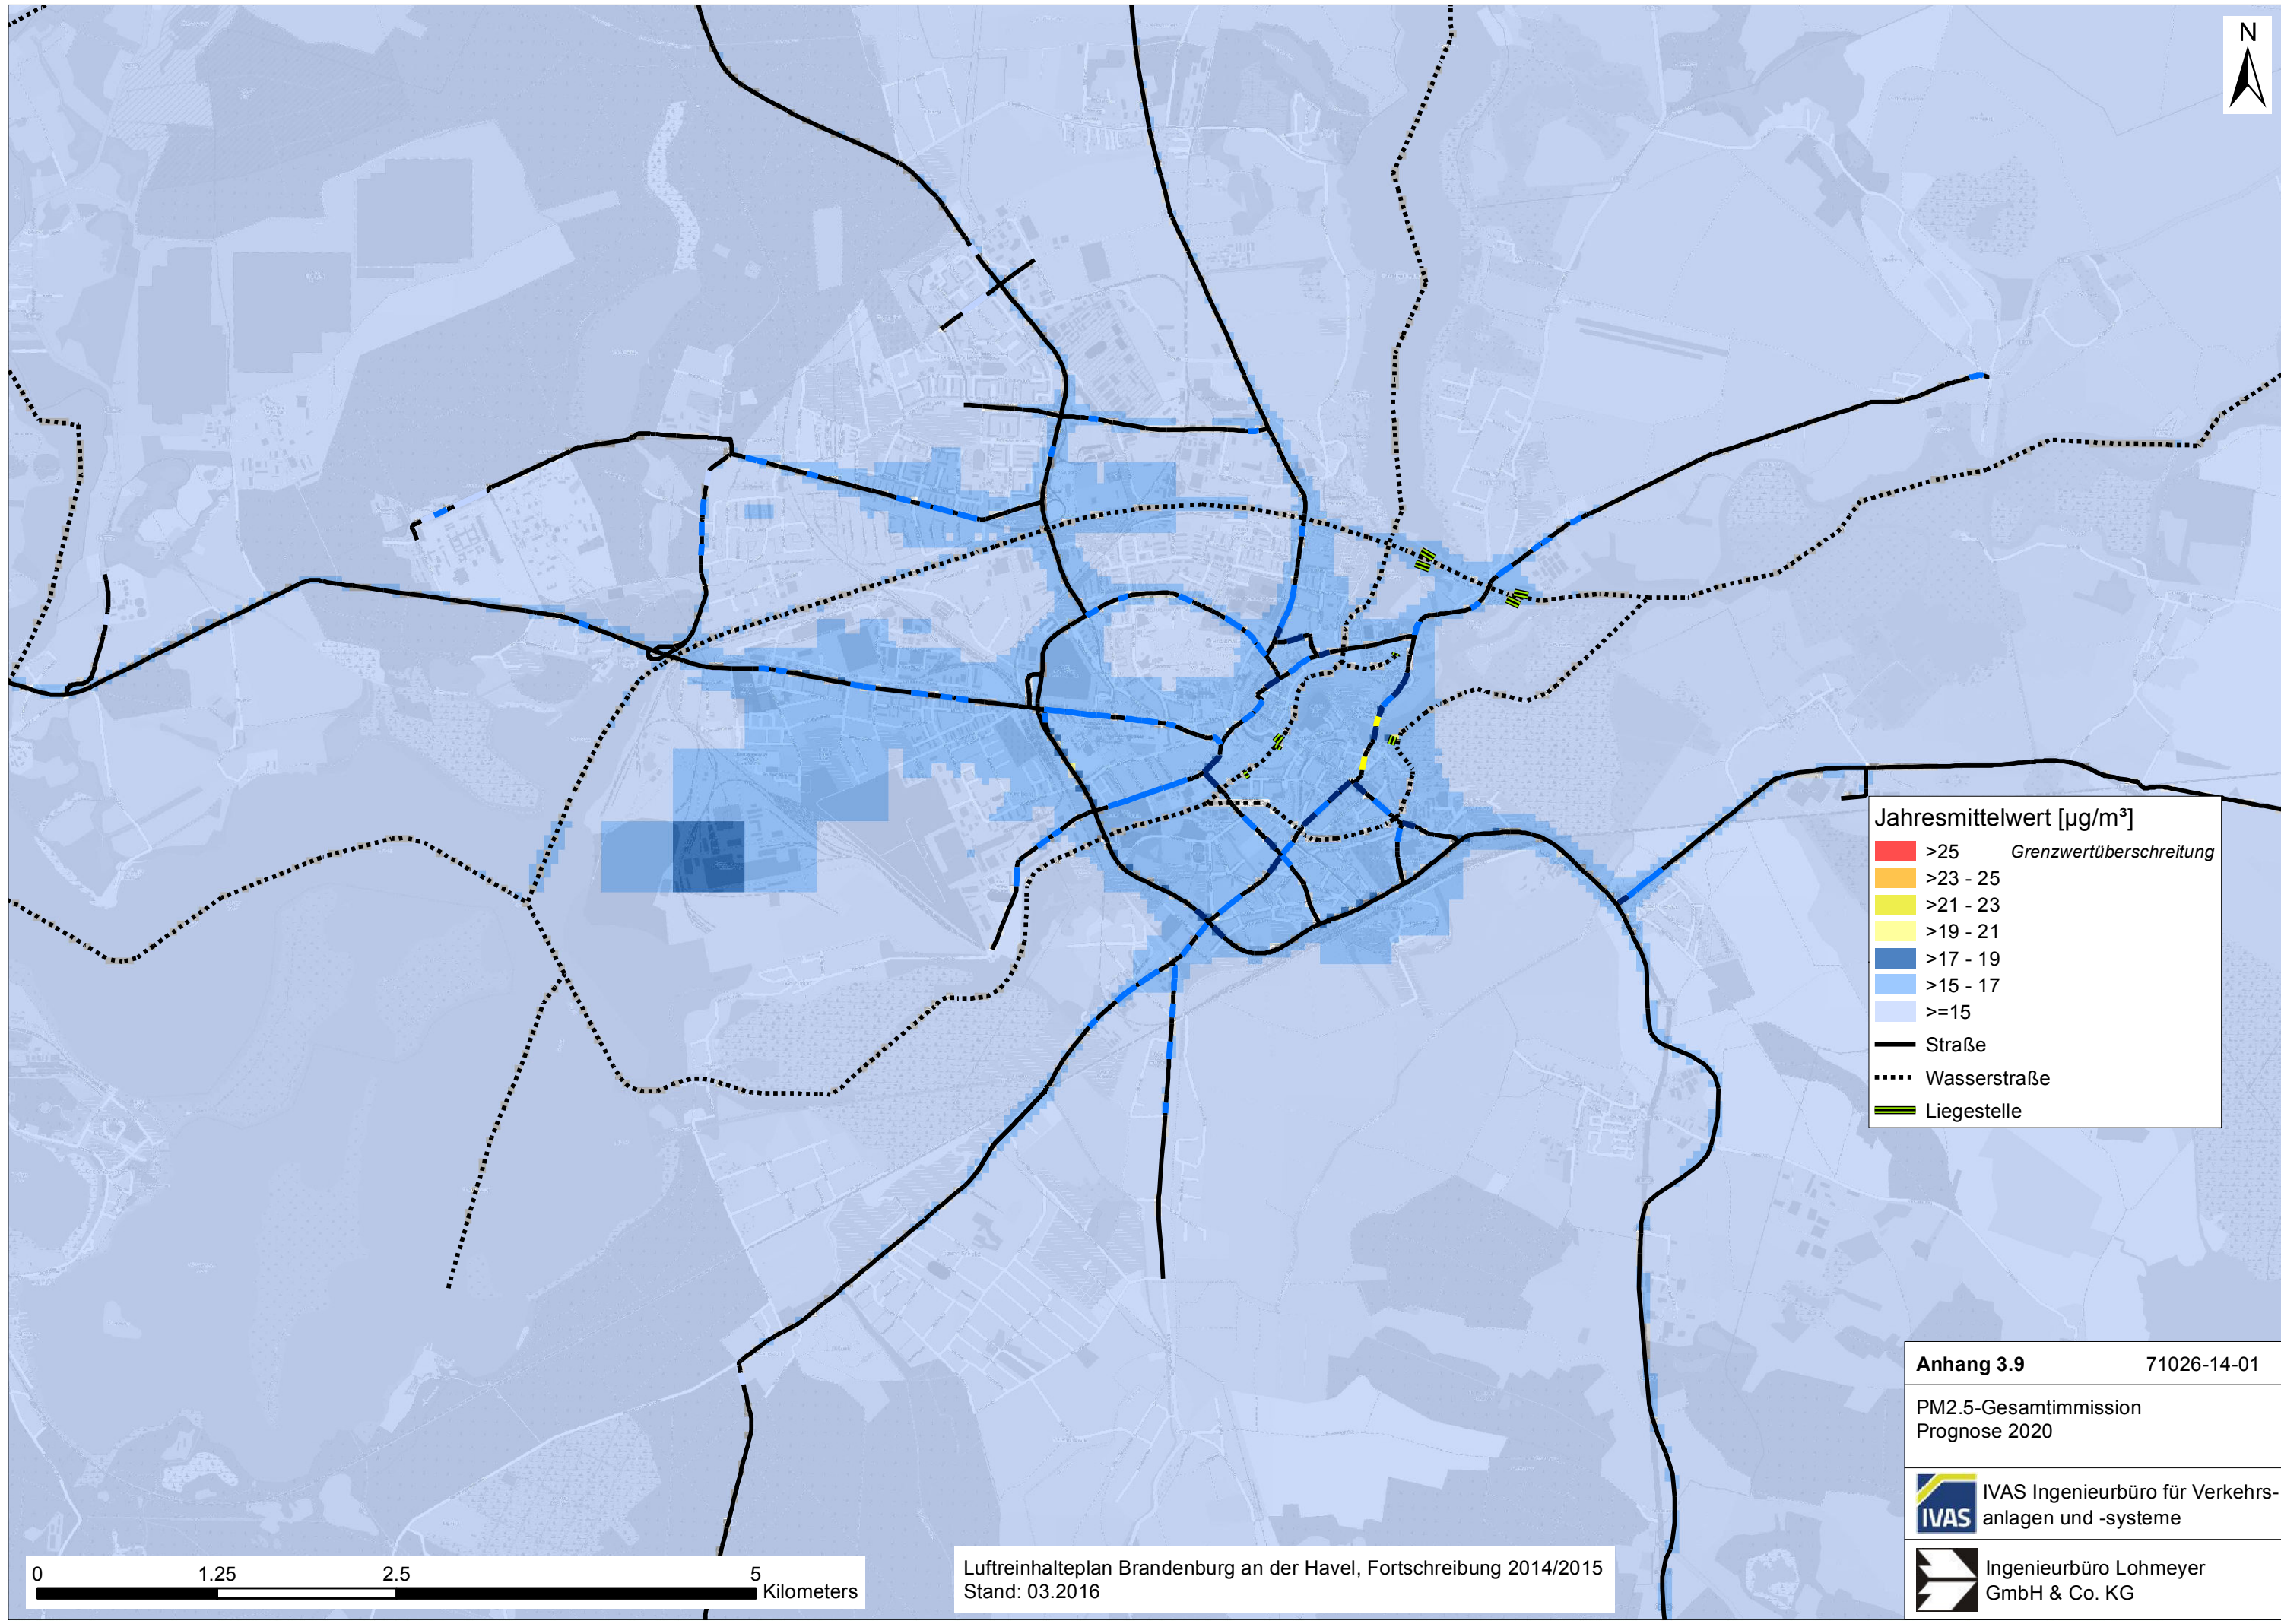 N
Jahresmittelwert [µg/m³]
>25 Grenzwertüberschreitung
>23 - 25
>21 - 23
>19 - 21
>17 - 19
>15 - 17
>=15
Straße
Wasserstraße
Liegestelle
Anhang 3.9 71026-14-01
PM2.5-Gesamtimmission
Prognose 2020
IVAS
IVAS Ingenieurbüro für Verkehrs-
anlagen und -systeme
Ingenieurbüro Lohmeyer
GmbH & Co. KG
0 1.25 2.5 5
Kilometers
Luftreinhalteplan Brandenburg an der Havel, Fortschreibung 2014/2015
Stand: 03.2016